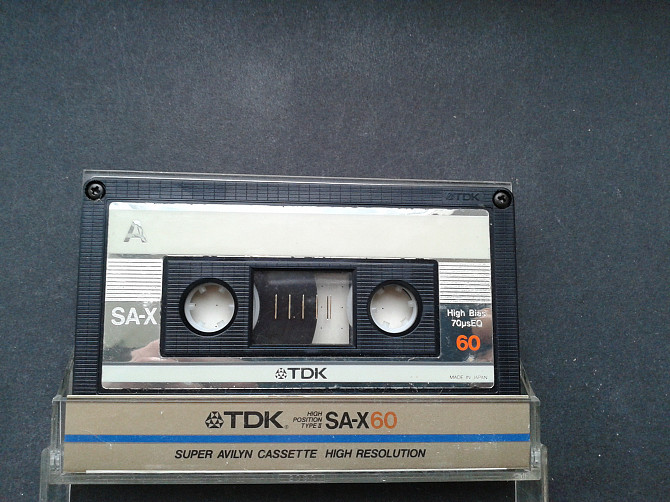 TDK
A
SA-X
High Bias
70µsEQ
60
TDK
MADE IN JAPAN
TDK HIGH POSITION TYPE II SA-X60
SUPER AVILYN CASSETTE HIGH RESOLUTION